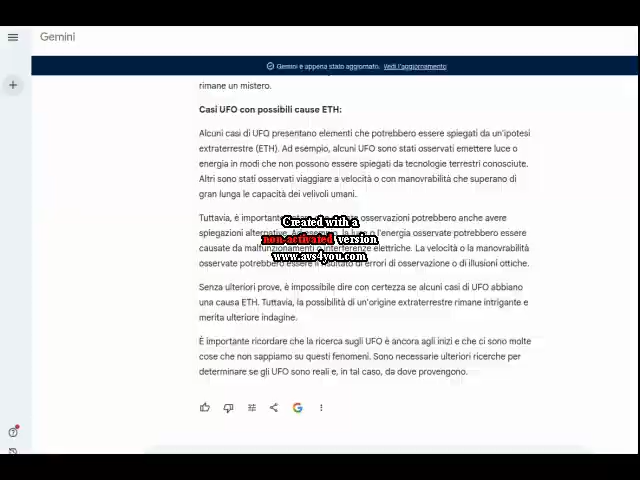 Gemini
Gemini è appena stato aggiornato. Vedi l'aggiornamento
rimane un mistero.
Casi UFO con possibili cause ETH:
Alcuni casi di UFO presentano elementi che potrebbero essere spiegati da un'ipotesi
extraterrestre (ETH). Ad esempio, alcuni UFO sono stati osservati emettere luce o
energia in modi che non possono essere spiegati da tecnologie terrestri conosciute.
Altri sono stati osservati viaggiare a velocità o con manovrabilità che superano di
gran lunga le capacità dei velivoli umani.
Tuttavia, è importante osservazioni potrebbero anche avere
spiegazioni alternative. Ad esempio, la luce o l'energia osservate potrebbero essere
causate da malfunzionamenti o interferenze elettriche. La velocità o la manovrabilità
osservate potrebbero essere il risultato di errori di osservazione o di illusioni ottiche.
Created with a
non-activated version
www.avs4you.com
Senza ulteriori prove, è impossibile dire con certezza se alcuni casi di UFO abbiano
una causa ETH. Tuttavia, la possibilità di un'origine extraterrestre rimane intrigante e
merita ulteriore indagine.
È importante ricordare che la ricerca sugli UFO è ancora agli inizi e che ci sono molte
cose che non sappiamo su questi fenomeni. Sono necessarie ulteriori ricerche per
determinare se gli UFO sono reali e, in tal caso, da dove provengono.